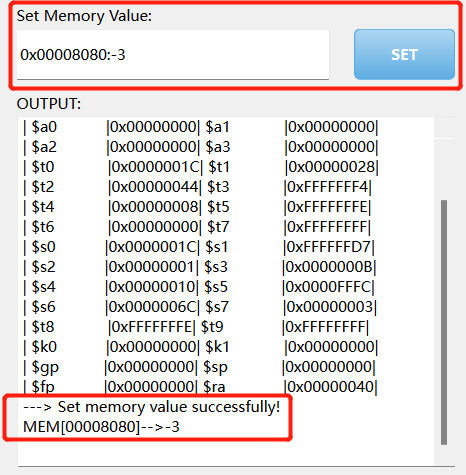 Set Memory Value:
0x00008080:-3
SET
OUTPUT:
| $a0 |0x00000000| $a1 |0x00000000|
| $a2 |0x00000000| $a3 |0x00000000|
| $t0 |0x0000001C| $t1 |0x00000028|
| $t2 |0x00000044| $t3 |0xFFFFFFF4|
| $t4 |0x00000008| $t5 |0xFFFFFFFE|
| $t6 |0x00000000| $t7 |0xFFFFFFFF|
| $s0 |0x0000001C| $s1 |0xFFFFFFD7|
| $s2 |0x00000001| $s3 |0x0000000B|
| $s4 |0x00000010| $s5 |0x0000FFFC|
| $s6 |0x0000006C| $s7 |0x00000003|
| $t8 |0xFFFFFFFE| $t9 |0xFFFFFFFF|
| $k0 |0x00000000| $k1 |0x00000000|
| $gp |0x00000000| $sp |0x00000000|
| $fp |0x00000000| $ra |0x00000040|
---> Set memory value successfully!
MEM[00008080]-->-3